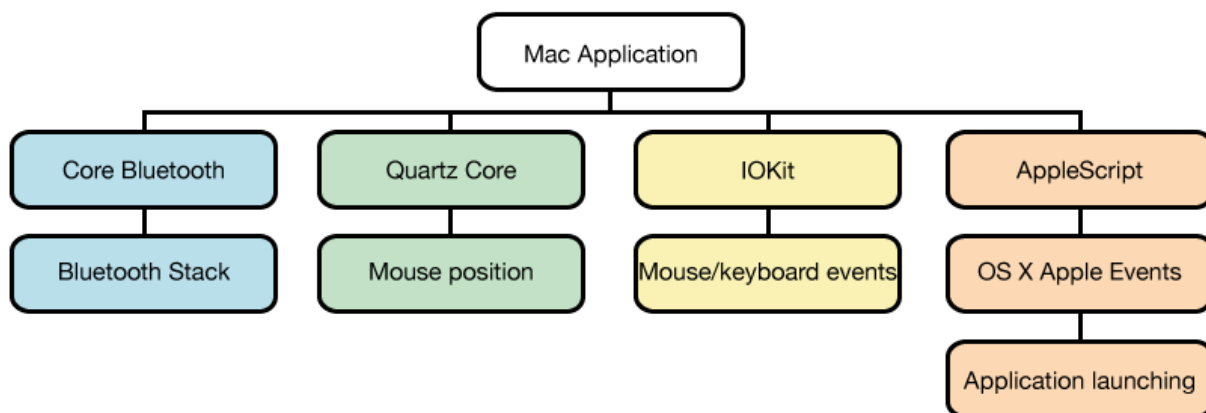 Mac Application
Core Bluetooth
Quartz Core
IOKit
AppleScript
Bluetooth Stack
Mouse position
Mouse/keyboard events
OS X Apple Events
Application launching